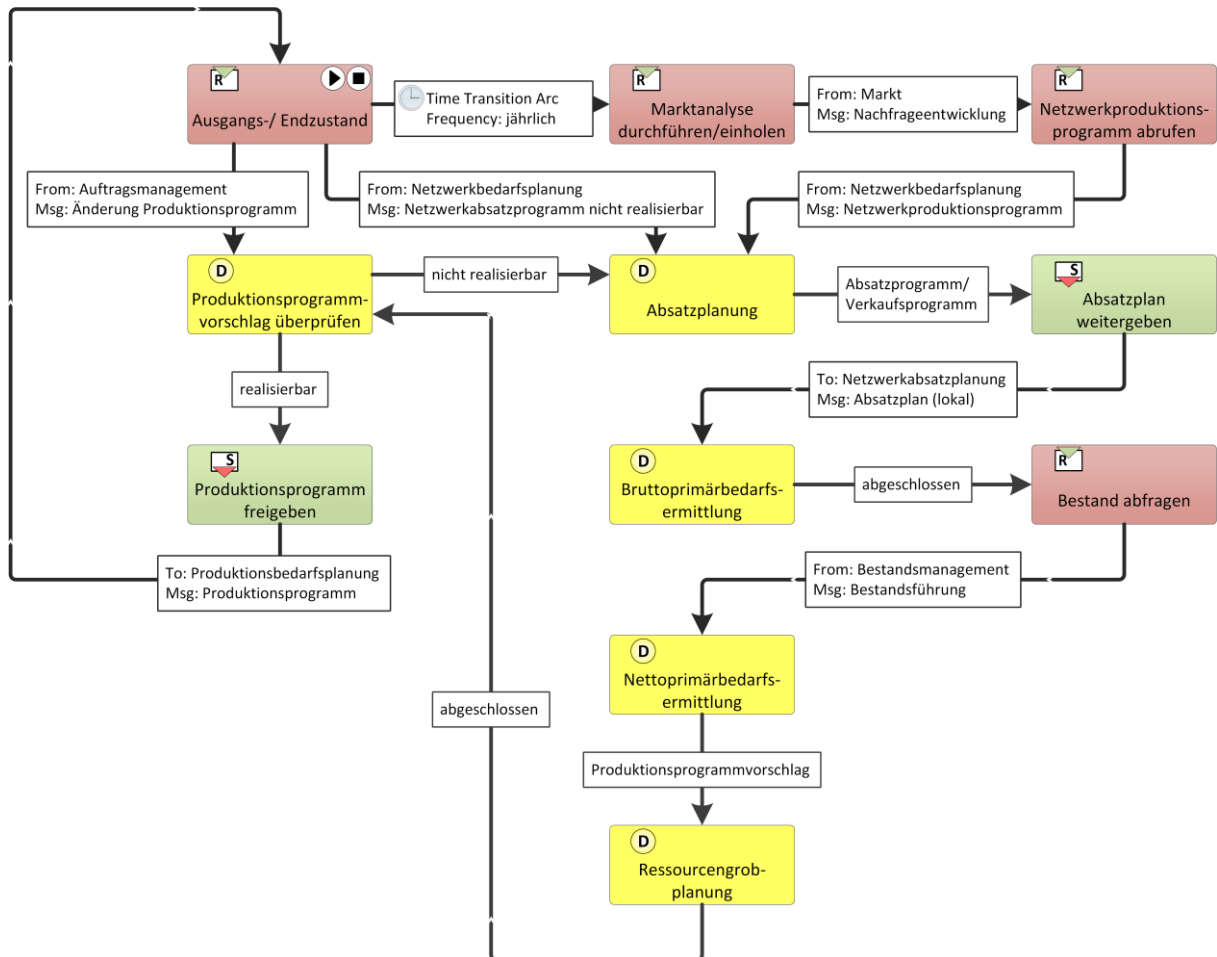 R
Ausgangs-/ Endzustand
Time Transition Arc
Frequency: jährlich
R
Marktanalyse
durchführen/einholen
From: Markt
Msg: Nachfrageentwicklung
R
Netzwerkproduktions-
programm abrufen
From: Auftragsmanagement
Msg: Änderung Produktionsprogramm
From: Netzwerkbedarfsplanung
Msg: Netzwerkabsatzprogramm nicht realisierbar
From: Netzwerkbedarfsplanung
Msg: Netzwerkproduktionsprogramm
D
Produktionsprogramm-
vorschlag überprüfen
nicht realisierbar
D
Absatzplanung
Absatzprogramm/
Verkaufsprogramm
S
Absatzplan
weitergeben
realisierbar
To: Netzwerkabsatzplanung
Msg: Absatzplan (lokal)
S
Produktionsprogramm
freigeben
D
Bruttoprimärbedarfs-
ermittlung
abgeschlossen
R
Bestand abfragen
To: Produktionsbedarfsplanung
Msg: Produktionsprogramm
From: Bestandsmanagement
Msg: Bestandsführung
D
Nettoprimärbedarfs-
ermittlung
abgeschlossen
Produktionsprogrammvorschlag
D
Ressourcengrob-
planung